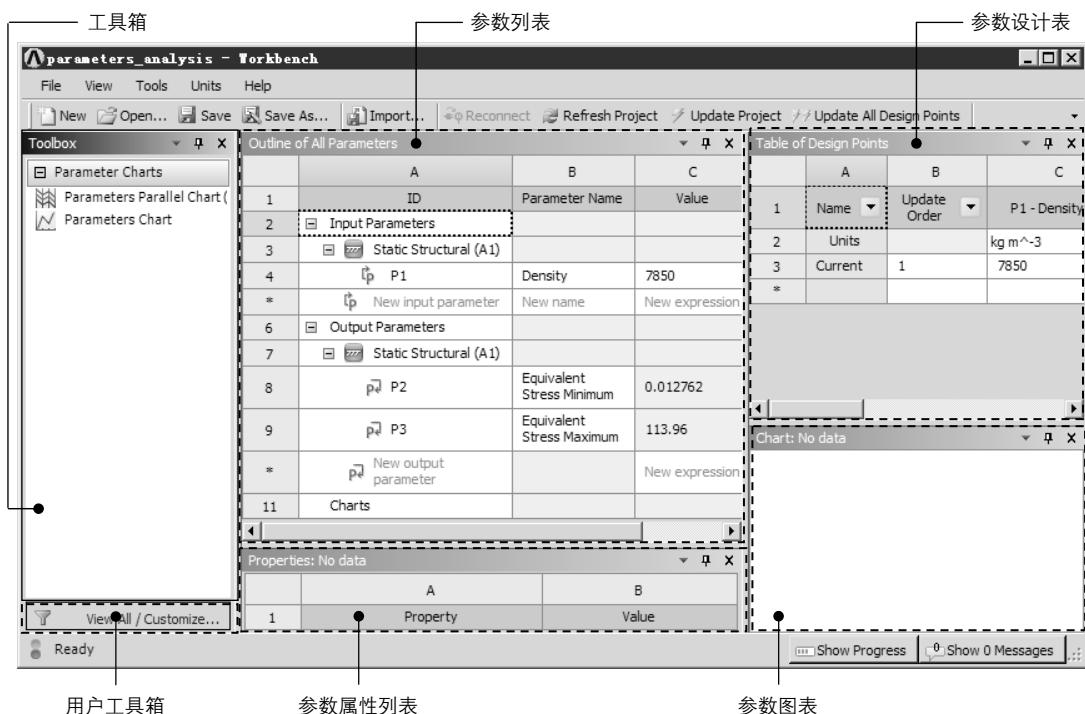 工具箱
参数列表
参数设计表
parameters_analysis - Workbench
File View Tools Units Help
New Open... Save Save As... Import... Reconnect Refresh Project Update Project Update All Design Points
Toolbox
Parameter Charts
Parameters Parallel Chart (
Parameters Chart
View All / Customize...
Outline of All Parameters
A B C
1 ID Parameter Name Value
2 Input Parameters
3 Static Structural (A1)
4 P1 Density 7850
* New input parameter New name New expression
6 Output Parameters
7 Static Structural (A1)
8 P2 Equivalent Stress Minimum 0.012762
9 P3 Equivalent Stress Maximum 113.96
* New output parameter New expression
11 Charts
Properties: No data
A B
1 Property Value
Table of Design Points
A B C
1 Name Update Order P1 - Density
2 Units kg m^-3
3 Current 1 7850
*
Chart: No data
Ready
Show Progress
0 Show 0 Messages
用户工具箱
参数属性列表
参数图表